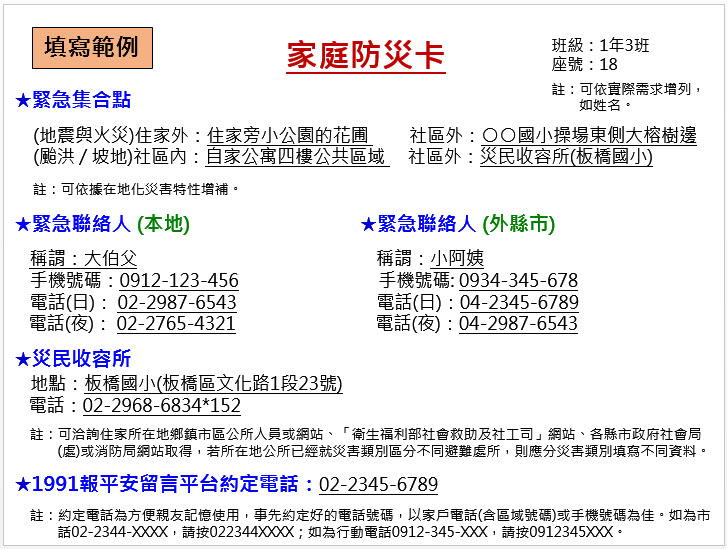 填寫範例
家庭防災卡
班級：1年3班
座號：18
註：可依實際需求增列，
如姓名。
★緊急集合點
(地震與火災)住家外：住家旁小公園的花圃 社區外：〇〇國小操場東側大榕樹邊
(颱洪／坡地)社區內：自家公寓四樓公共區域 社區外：災民收容所(板橋國小)
註：可依據在地化災害特性增補。
★緊急聯絡人 (本地)
稱謂：大伯父
手機號碼：0912-123-456
電話(日)： 02-2987-6543
電話(夜)： 02-2765-4321
★緊急聯絡人 (外縣市)
稱謂：小阿姨
手機號碼: 0934-345-678
電話(日)：04-2345-6789
電話(夜)：04-2987-6543
★災民收容所
地點：板橋國小(板橋區文化路1段23號)
電話：02-2968-6834*152
註：可洽詢住家所在地鄉鎮市區公所人員或網站、「衛生福利部社會救助及社工司」網站、各縣市政府社會局
(處)或消防局網站取得，若所在地公所已經就災害類別區分不同避難處所，則應分災害類別填寫不同資料。
★1991報平安留言平台約定電話：02-2345-6789
註：約定電話為方便親友記憶使用，事先約定好的電話號碼，以家戶電話(含區域號碼)或手機號碼為佳。如為市
話02-2344-XXXX，請按022344XXXX；如為行動電話0912-345-XXX，請按0912345XXX。